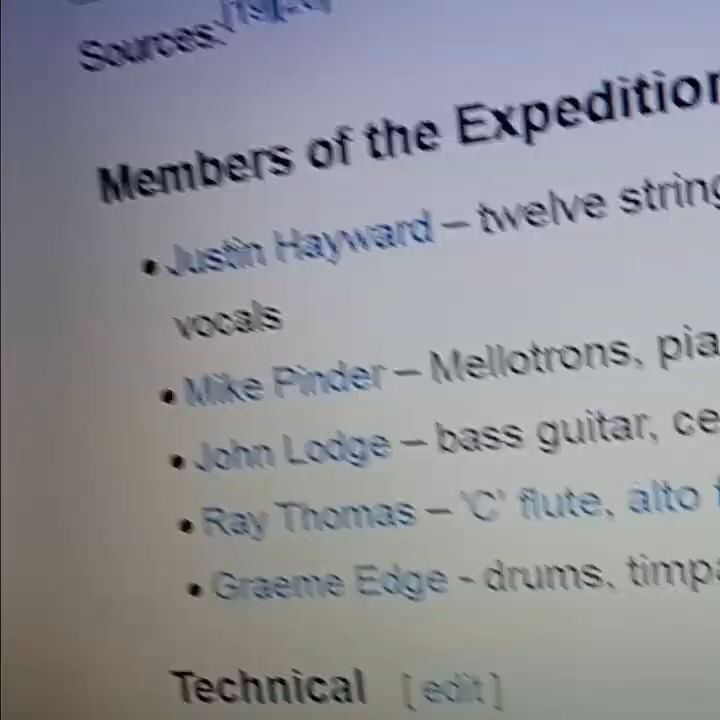 Sources:
Members of the Expedition
• Justin Hayward – twelve string
vocals
• Mike Pinder – Mellotrons, pia
• John Lodge – bass guitar, ce
• Ray Thomas – 'C' flute, alto f
• Graeme Edge - drums, timpa
Technical [ edit ]